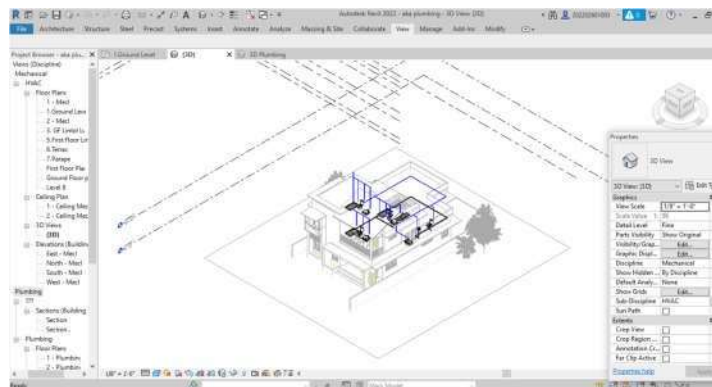 Autodesk Revit 2022 - aka plumbing - 3D View: {3D}
File Architecture Structure Steel Precast Systems Insert Annotate Analyze Massing & Site Collaborate View Manage Add-Ins Modify
Project Browser - aka plu...
1.Ground Level
{3D}
3D Plumbing
Views (Discipline)
Mechanical
HVAC
Floor Plans
1 - Mech
1.Ground Leve
2 - Mech
3. GF Lintel L
5.First Floor Lin
6.Terrac
7.Parape
First Floor Pla
Ground Floor p
Level 8
Ceiling Plan
1 - Ceiling Mec
2 - Ceiling Mec
3D Views
{3D}
Elevations (Buildin
East - Mech
North - Mech
South - Mech
West - Mech
Plumbing
???
Sections (Building
Section
Section
Plumbing
Floor Plans
1 - Plumbin
2 - Plumbin
Properties
3D View
3D View: {3D}
Edit T
Graphics
View Scale 1/8" = 1'-0"
Scale Value 1: 96
Detail Level Fine
Parts Visibility Show Original
Visibility/Grap... Edit...
Graphic Displ... Edit...
Discipline Mechanical
Show Hidden ... By Discipline
Default Analy... None
Show Grids Edit...
Sub-Discipline HVAC
Sun Path
Extents
Crop View
Crop Region ...
Annotation Cr...
Far Clip Active
Properties help
Apply
1/8" = 1'-0"
Ready
Main Model